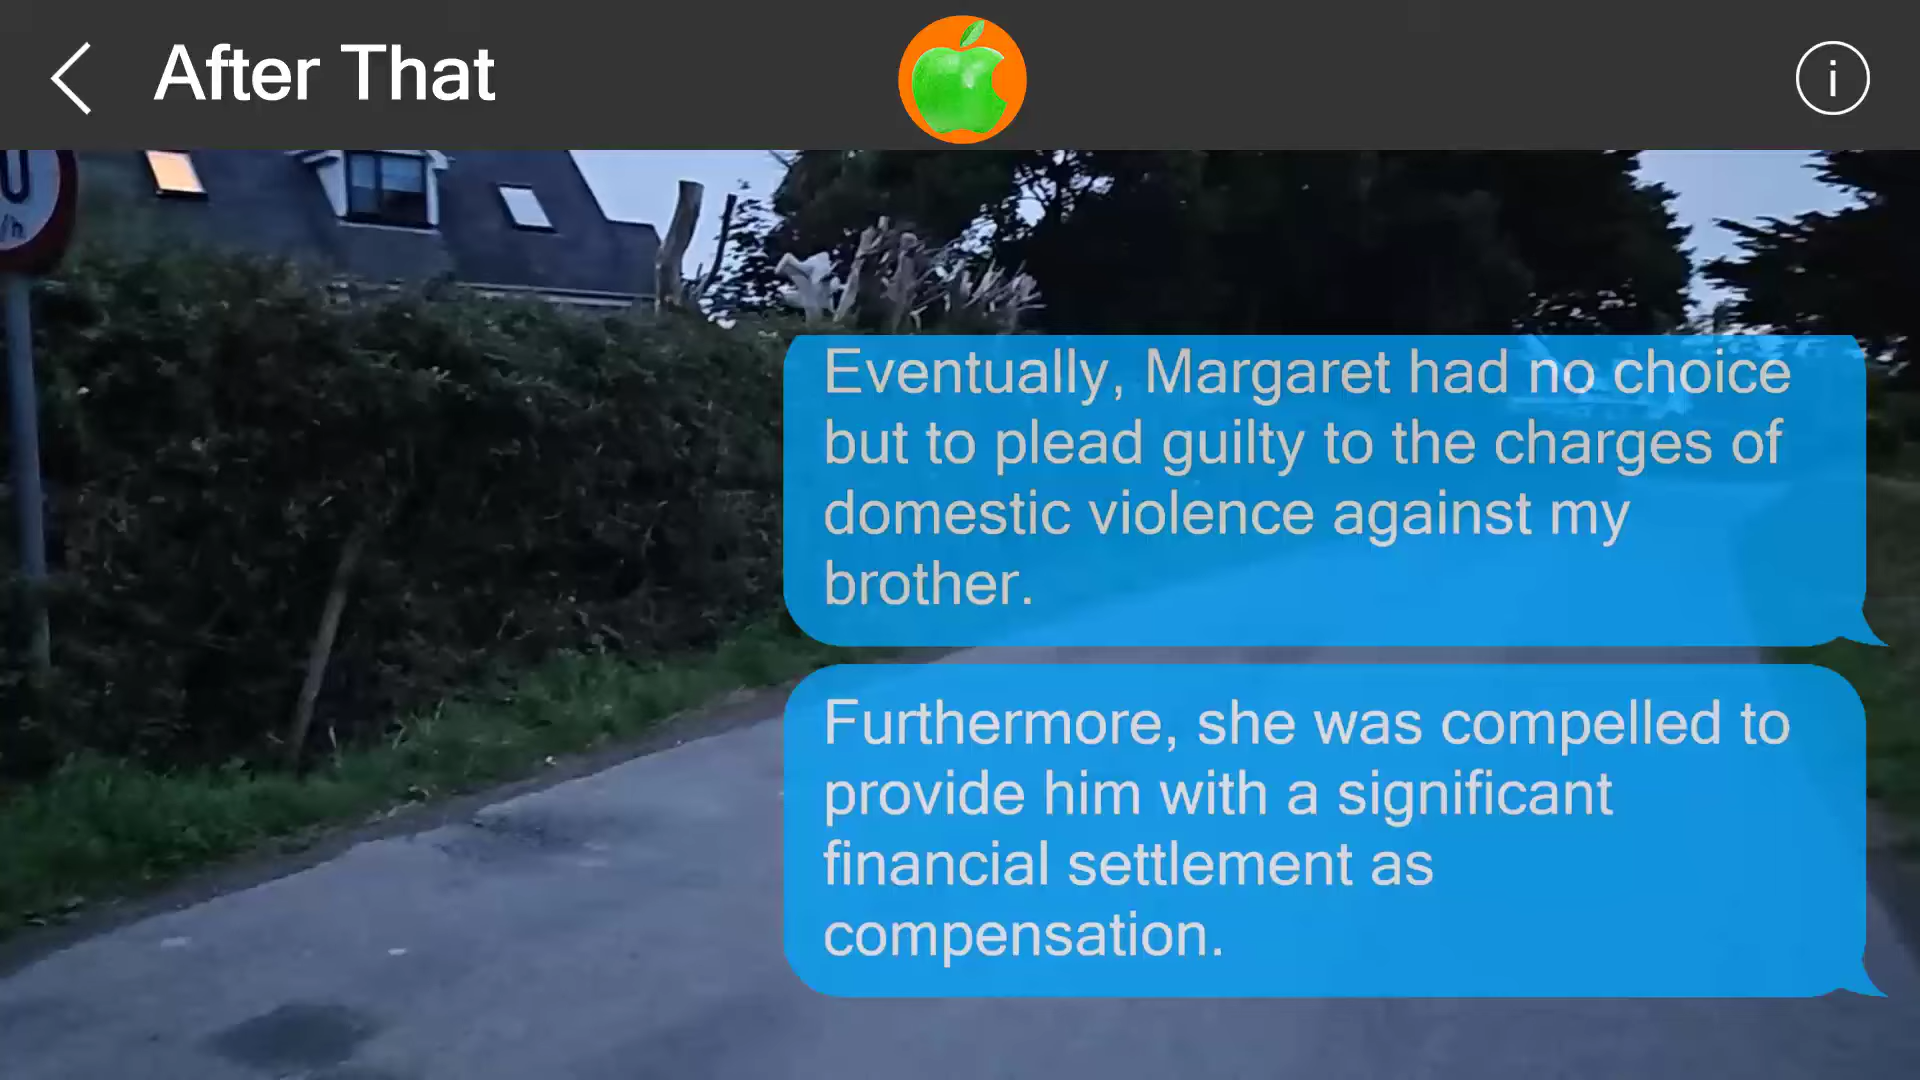 After That
i
U
/h
Eventually, Margaret had no choice
but to plead guilty to the charges of
domestic violence against my
brother.
Furthermore, she was compelled to
provide him with a significant
financial settlement as
compensation.